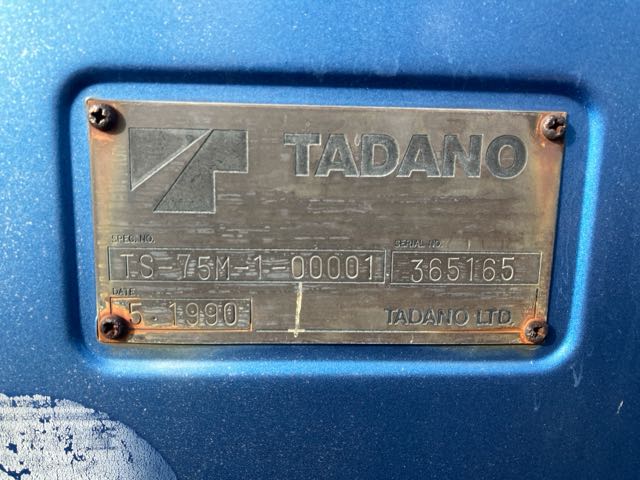 TADANO
SPEC. NO. SERIAL NO.
TS-75M-1-00001 365165
DATE
5.1990 TADANO LTD.